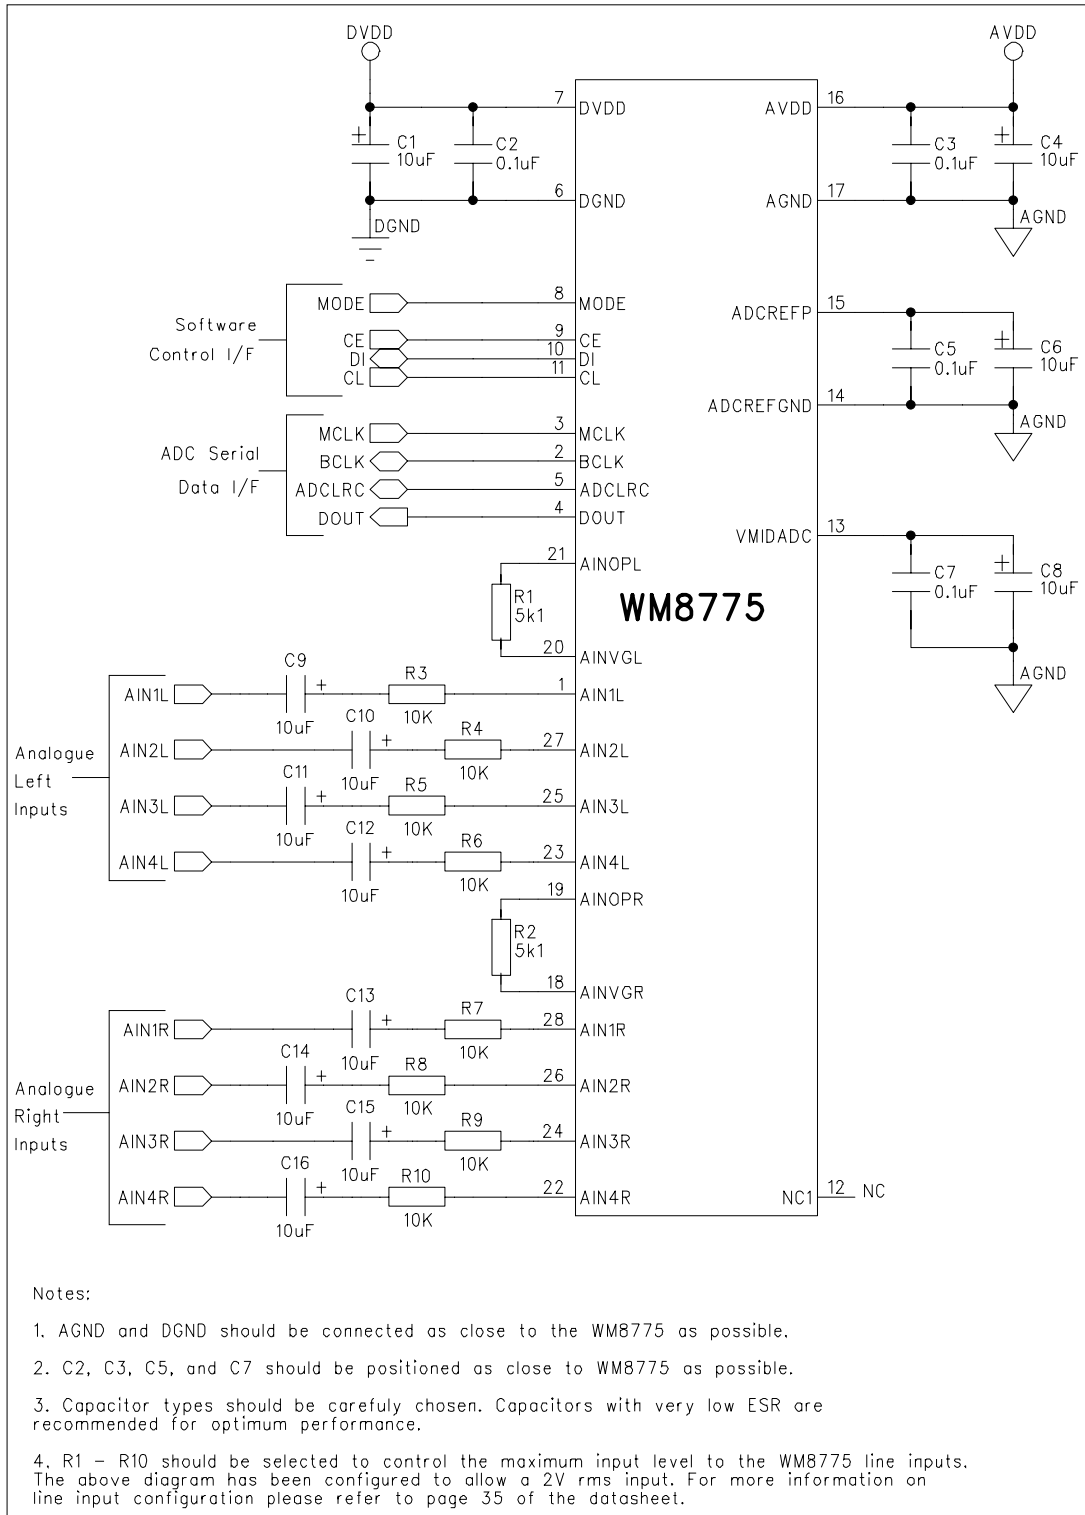 DVDD
AVDD
7 DVDD
AVDD 16
+ C1 10uF
C2 0.1uF
C3 0.1uF
+ C4 10uF
6 DGND
AGND 17
DGND
AGND
Software Control I/F
MODE 8 MODE
CE 9 CE
DI 10 DI
CL 11 CL
ADCREFP 15
C5 0.1uF
+ C6 10uF
ADCREFGND 14
AGND
ADC Serial Data I/F
MCLK 3 MCLK
BCLK 2 BCLK
ADCLRC 5 ADCLRC
DOUT 4 DOUT
VMIDADC 13
C7 0.1uF
+ C8 10uF
AGND
21 AINOPL
R1 5k1
WM8775
20 AINVGL
Analogue
Left
Inputs
AIN1L C9 + 10uF R3 10K 1 AIN1L
AIN2L C10 + 10uF R4 10K 27 AIN2L
AIN3L C11 + 10uF R5 10K 25 AIN3L
AIN4L C12 + 10uF R6 10K 23 AIN4L
19 AINOPR
R2 5k1
18 AINVGR
Analogue
Right
Inputs
AIN1R C13 + 10uF R7 10K 28 AIN1R
AIN2R C14 + 10uF R8 10K 26 AIN2R
AIN3R C15 + 10uF R9 10K 24 AIN3R
AIN4R C16 + 10uF R10 10K 22 AIN4R
NC1 12 NC
Notes:
1. AGND and DGND should be connected as close to the WM8775 as possible.
2. C2, C3, C5, and C7 should be positioned as close to WM8775 as possible.
3. Capacitor types should be carefuly chosen. Capacitors with very low ESR are
recommended for optimum performance.
4. R1 - R10 should be selected to control the maximum input level to the WM8775 line inputs.
The above diagram has been configured to allow a 2V rms input. For more information on
line input configuration please refer to page 35 of the datasheet.